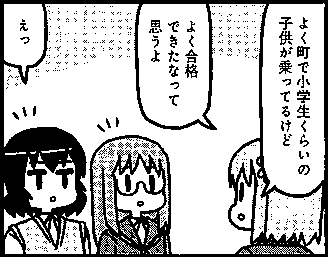 よく町で小学生くらいの
子供が乗ってるけど
よく合格
できたなって
思うよ
えっ